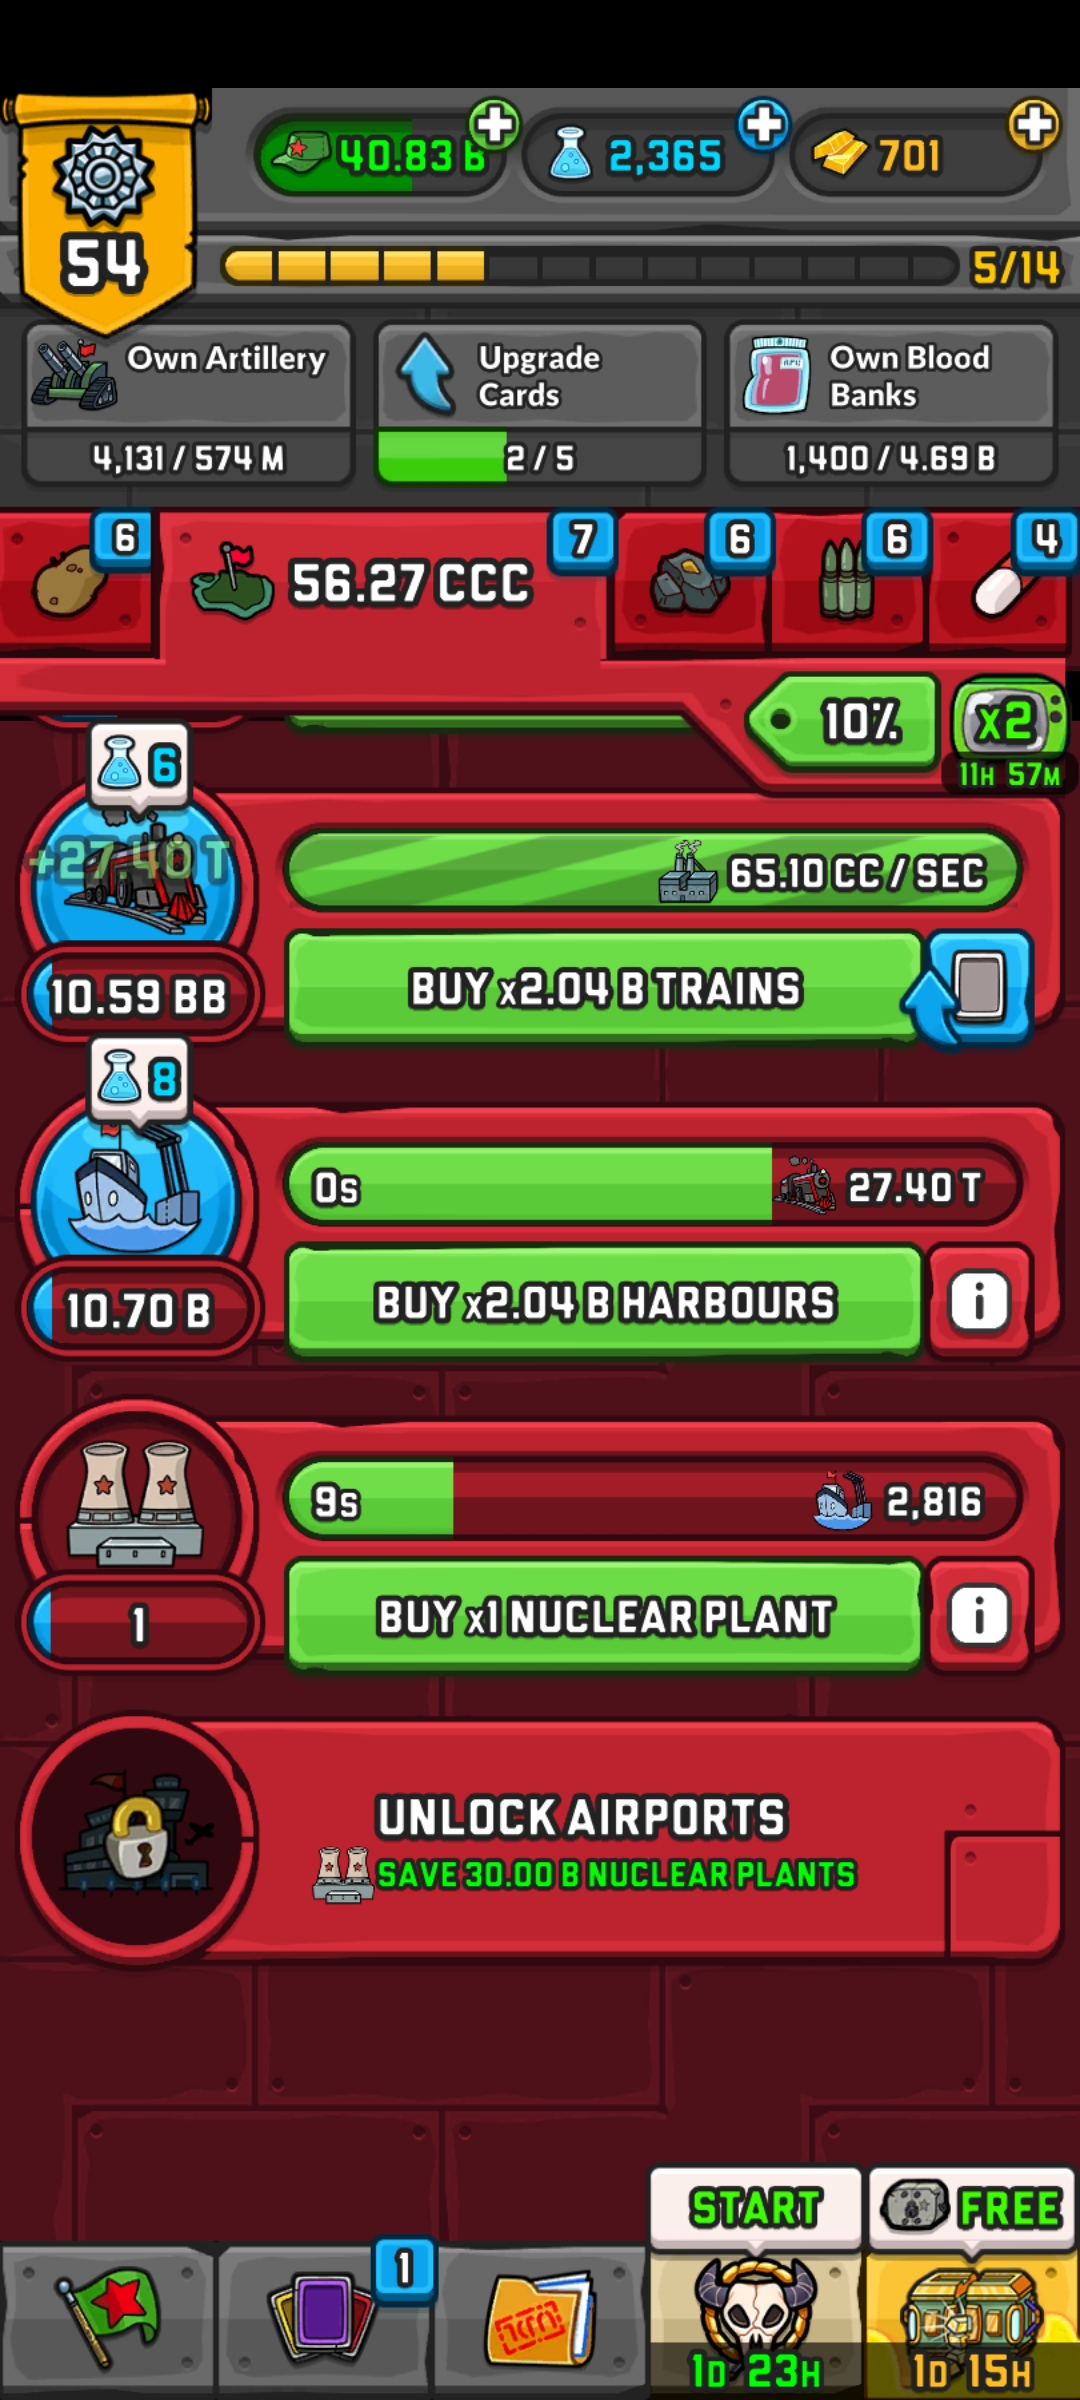 54
40.83 B
2,365
701
5/14
Own Artillery
4,131 / 574 M
Upgrade
Cards
2 / 5
Own Blood
Banks
1,400 / 4.69 B
6
56.27 CCC
7
6
6
4
10%
x2
11H 57M
6
+27.40 T
65.10 CC / SEC
10.59 BB
BUY x2.04 B TRAINS
8
0s
27.40 T
10.70 B
BUY x2.04 B HARBOURS
i
9s
2,816
1
BUY x1 NUCLEAR PLANT
i
UNLOCK AIRPORTS
SAVE 30.00 B NUCLEAR PLANTS
START
FREE
1
1D 23H
1D 15H